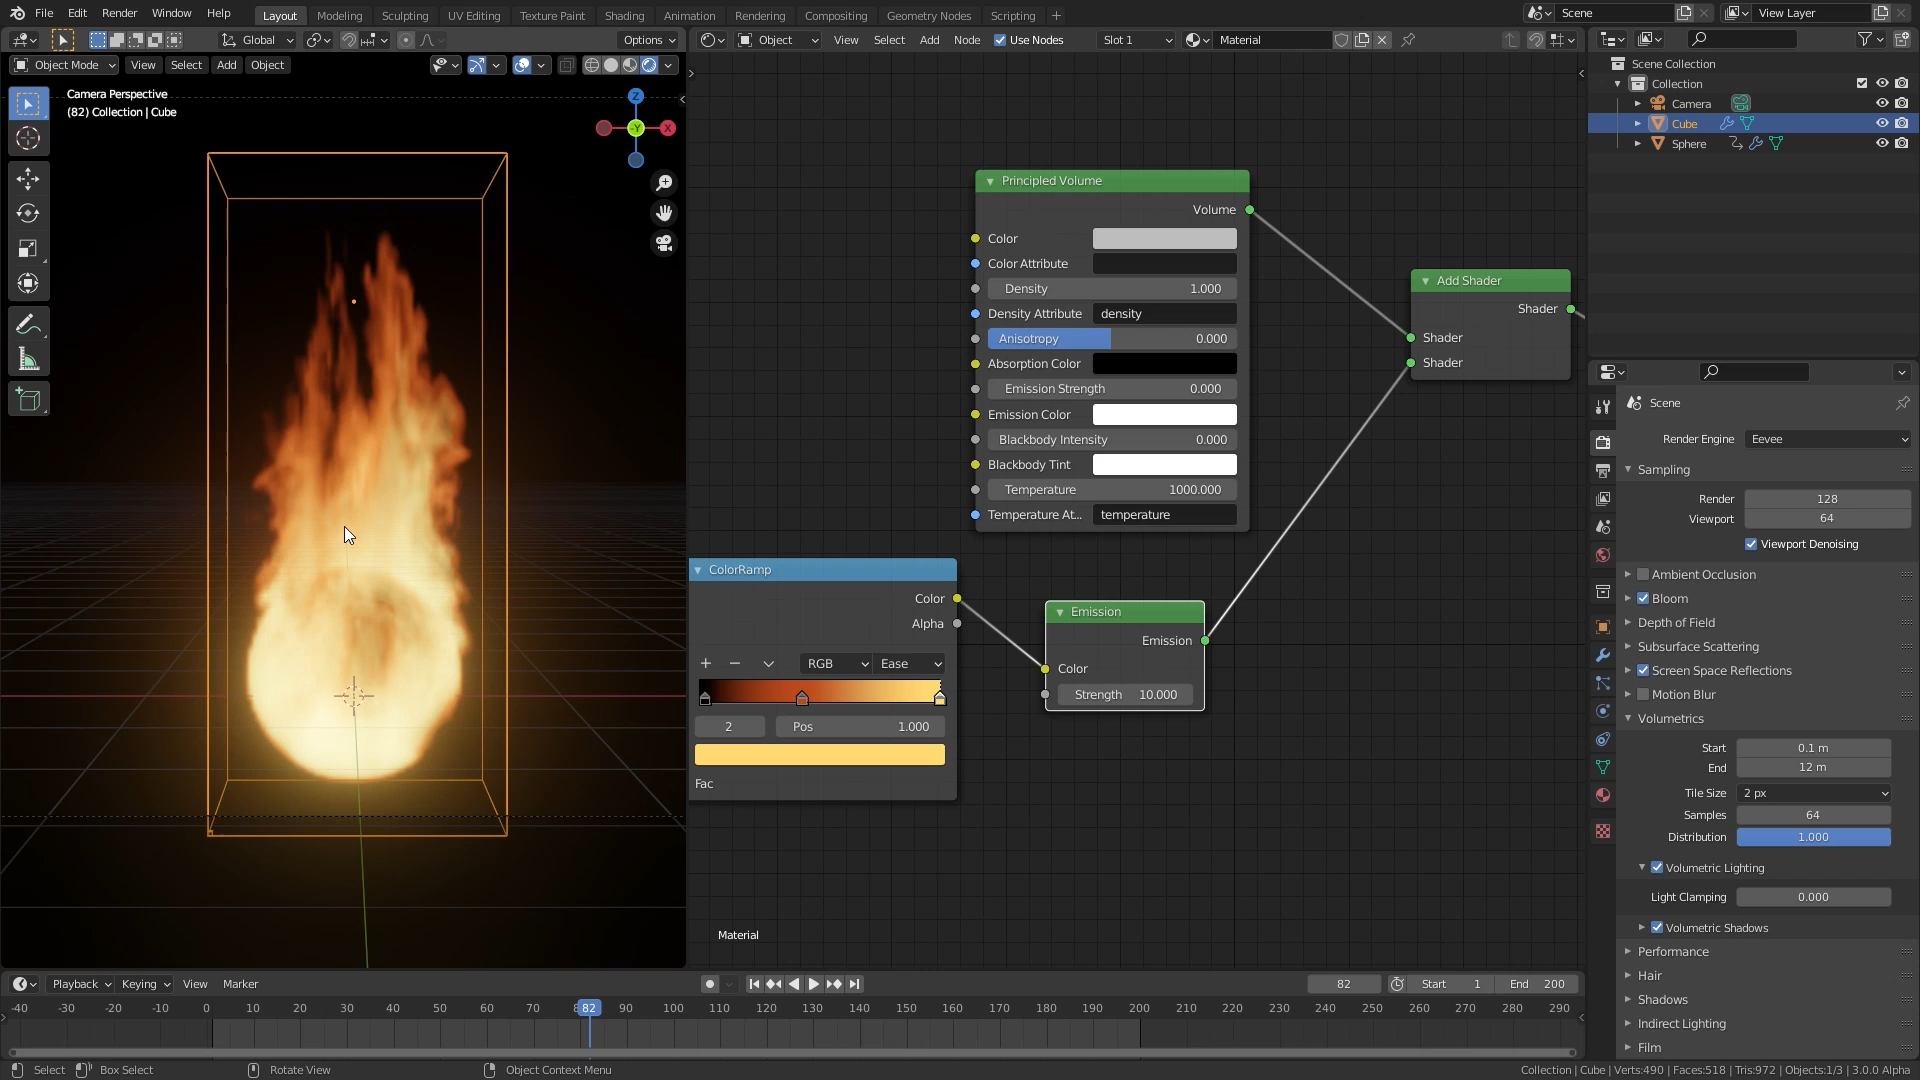 File Edit Render Window Help Layout Modeling Sculpting UV Editing Texture Paint Shading Animation Rendering Compositing Geometry Nodes Scripting + Scene View Layer
Global Options Object View Select Add Node Use Nodes Slot 1 Material
Object Mode View Select Add Object
Camera Perspective
(82) Collection | Cube
Z
-Y X
Principled Volume
Volume
Color
Color Attribute
Density 1.000
Density Attribute density
Anisotropy 0.000
Absorption Color
Emission Strength 0.000
Emission Color
Blackbody Intensity 0.000
Blackbody Tint
Temperature 1000.000
Temperature At... temperature
Add Shader
Shader
Shader
Shader
ColorRamp
Color
Alpha
+ − RGB Ease
2 Pos 1.000
Fac
Emission
Emission
Color
Strength 10.000
Material
Scene Collection
Collection
Camera
Cube
Sphere
Scene
Render Engine Eevee
Sampling
Render 128
Viewport 64
Viewport Denoising
Ambient Occlusion
Bloom
Depth of Field
Subsurface Scattering
Screen Space Reflections
Motion Blur
Volumetrics
Start 0.1 m
End 12 m
Tile Size 2 px
Samples 64
Distribution 1.000
Volumetric Lighting
Light Clamping 0.000
Volumetric Shadows
Performance
Hair
Shadows
Indirect Lighting
Film
Playback Keying View Marker 82 Start 1 End 200
-40 -30 -20 -10 0 10 20 30 40 50 60 70 82 90 100 110 120 130 140 150 160 170 180 190 200 210 220 230 240 250 260 270 280 290
Select Box Select Rotate View Object Context Menu Collection | Cube | Verts:490 | Faces:518 | Tris:972 | Objects:1/3 | 3.0.0 Alpha